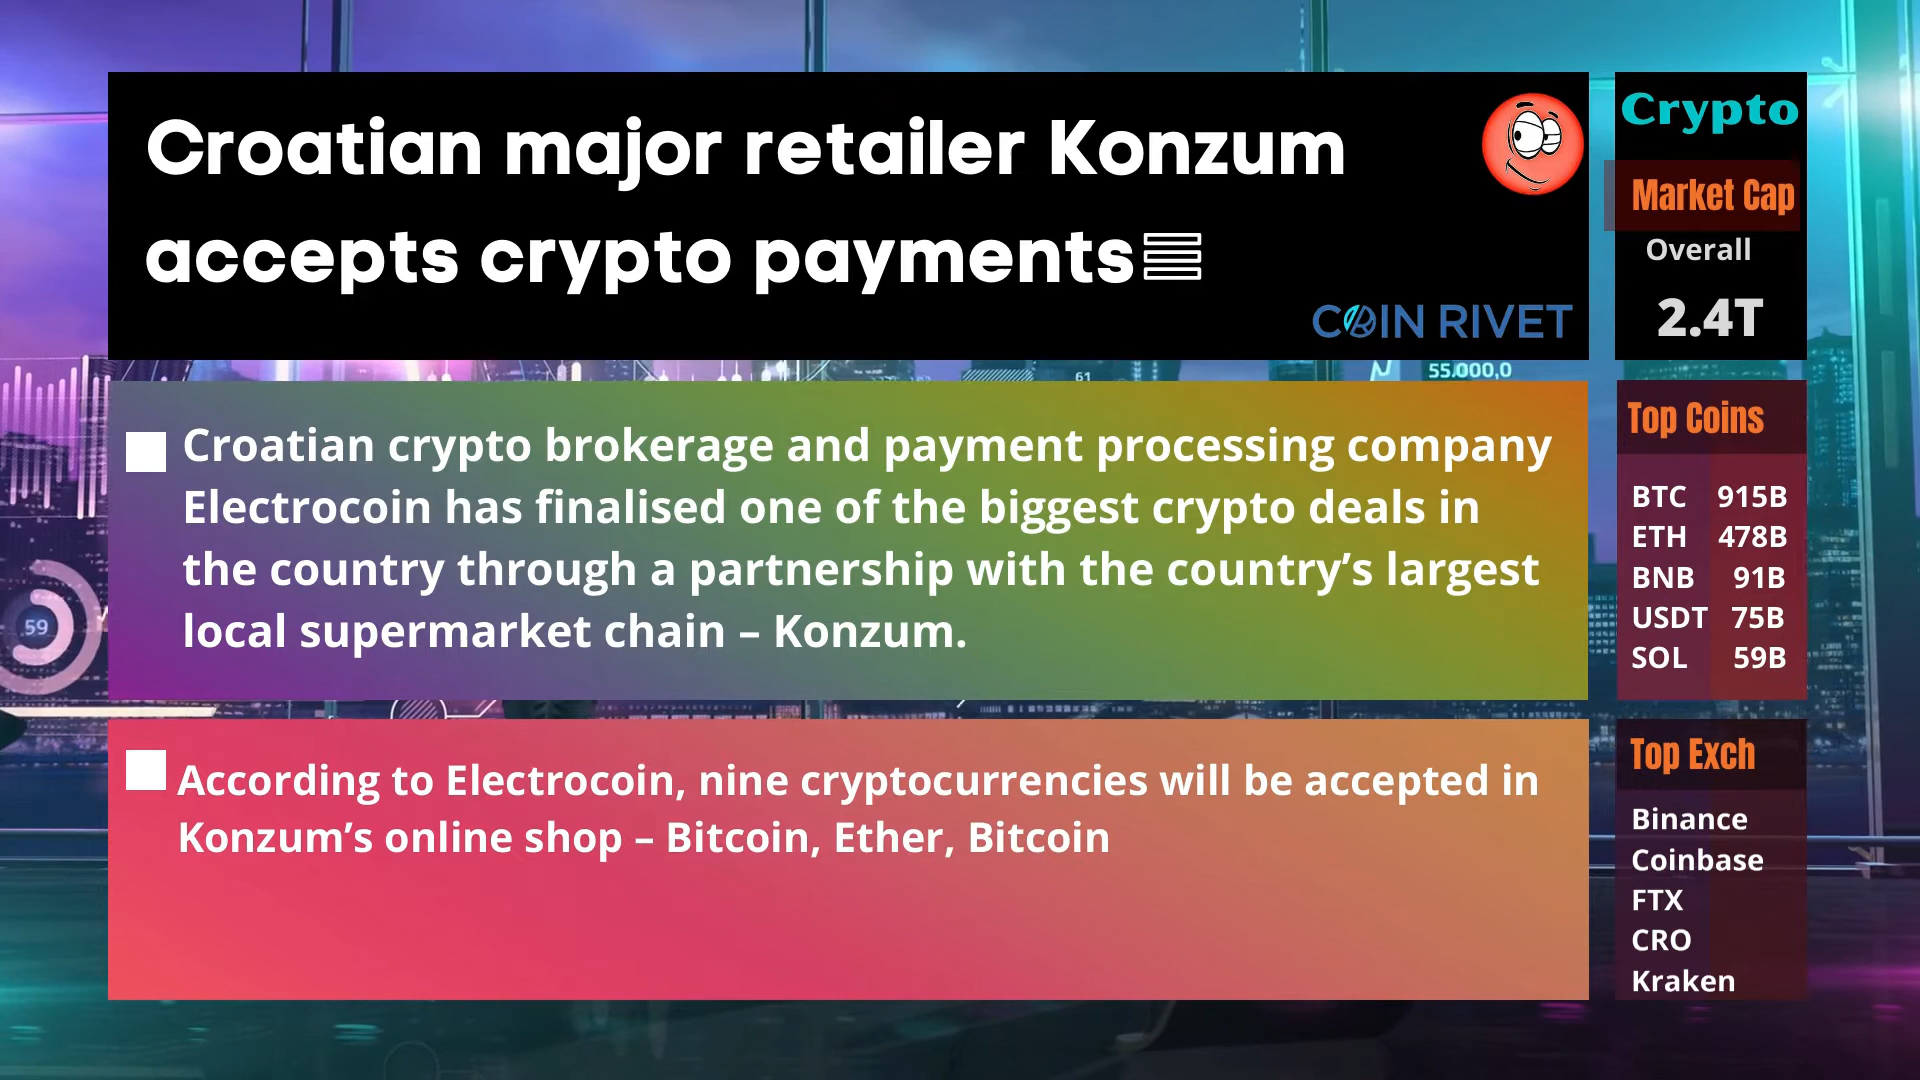 Croatian major retailer Konzum
accepts crypto payments
COIN RIVET
Croatian crypto brokerage and payment processing company
Electrocoin has finalised one of the biggest crypto deals in
the country through a partnership with the country’s largest
local supermarket chain – Konzum.
According to Electrocoin, nine cryptocurrencies will be accepted in
Konzum’s online shop – Bitcoin, Ether, Bitcoin
Crypto
Market Cap
Overall
2.4T
Top Coins
BTC 915B
ETH 478B
BNB 91B
USDT 75B
SOL 59B
Top Exch
Binance
Coinbase
FTX
CRO
Kraken
61
55.000,0
59